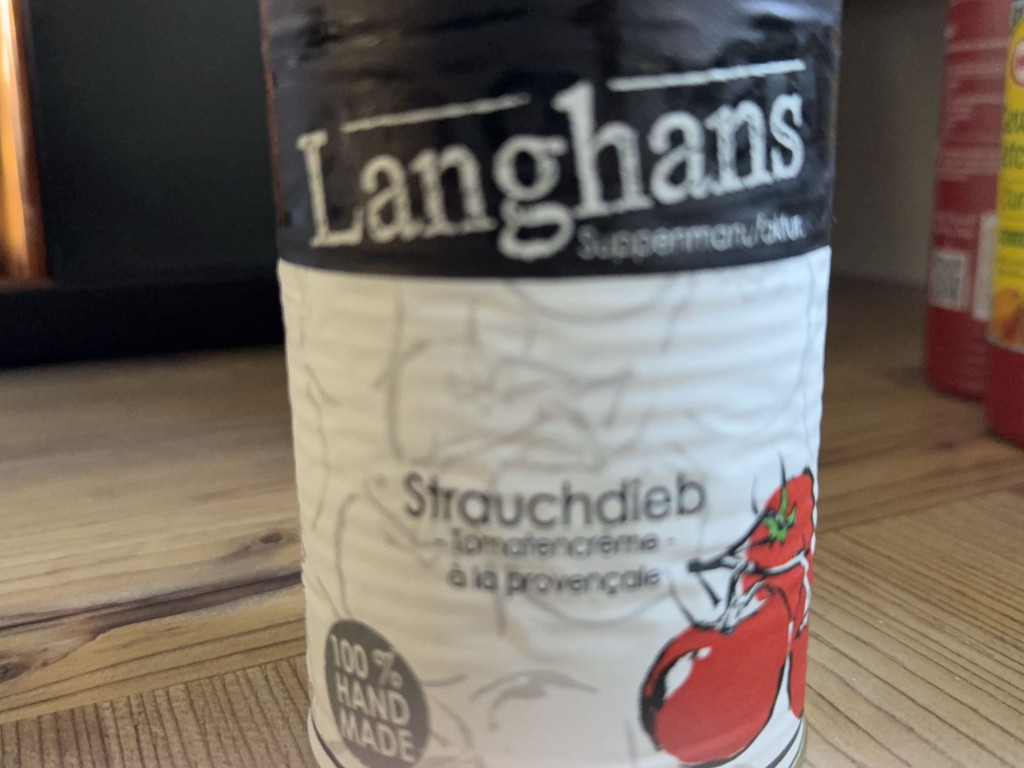 Langhans
Suppenmanufaktur
Strauchdieb
- Tomatencrème -
à la provençale
100 %
HAND
MADE